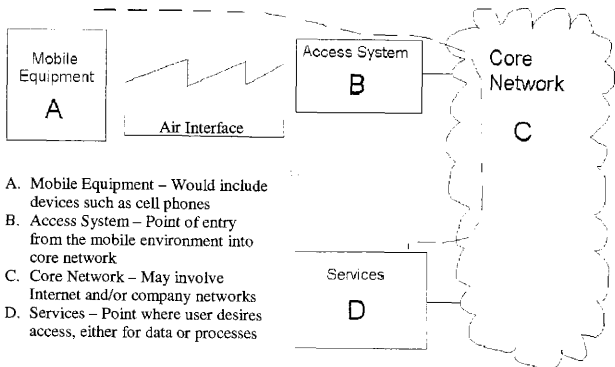 Mobile
Equipment
A
Air Interface
Access System
B
Core
Network
C
A. Mobile Equipment – Would include
devices such as cell phones
B. Access System – Point of entry
from the mobile environment into
core network
C. Core Network – May involve
Internet and/or company networks
D. Services – Point where user desires
access, either for data or processes
Services
D